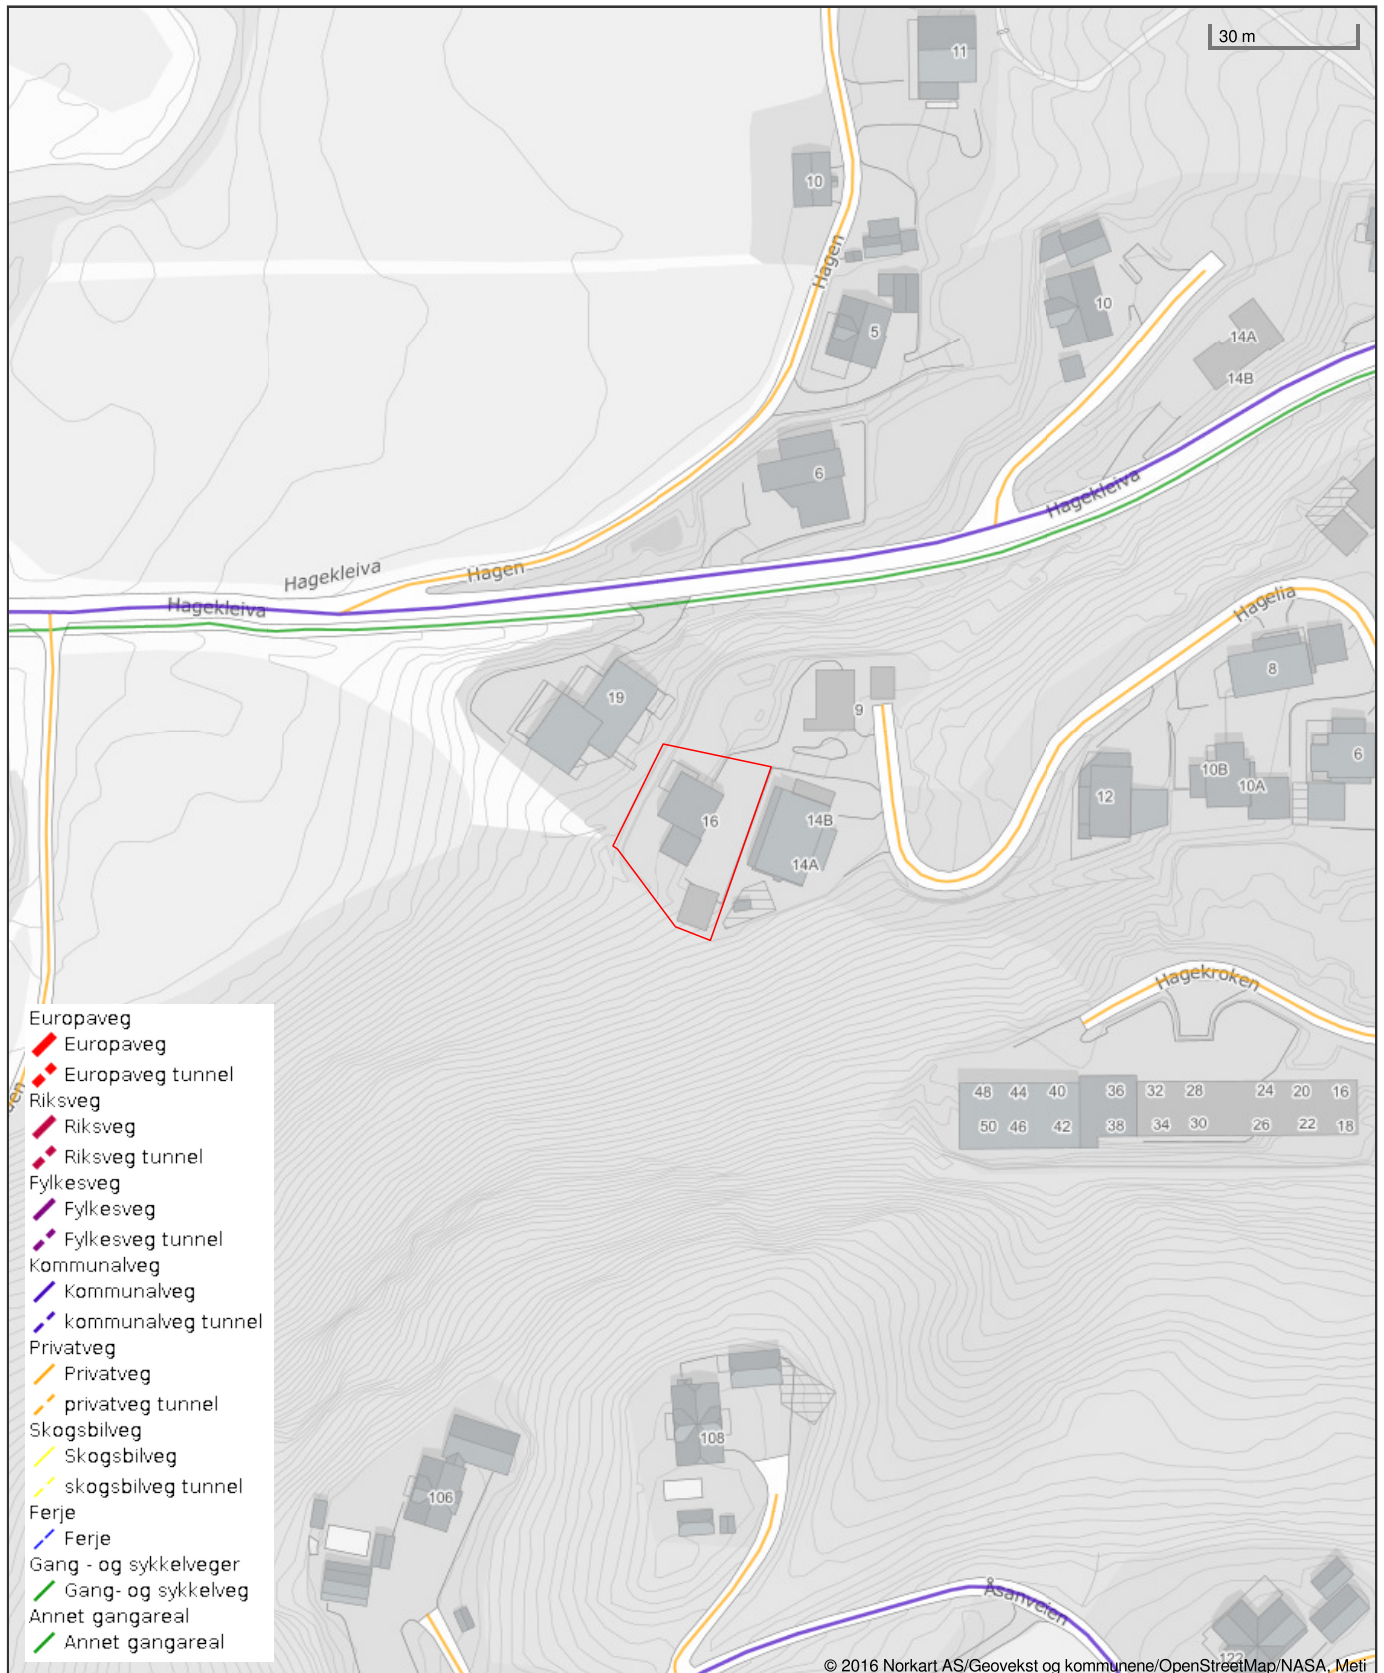 30 m
11
10
Hagen
5
10
14A
14B
6
Hagekleiva
Hagekleiva
Hagen
Hagekleiva
Hagelia
8
19
9
6
10B
10A
12
16
14B
14A
Hagekroken
48 44 40 36 32 28 24 20 16
50 46 42 38 34 30 26 22 18
Europaveg
Europaveg
Europaveg tunnel
Riksveg
Riksveg
Riksveg tunnel
Fylkesveg
Fylkesveg
Fylkesveg tunnel
Kommunalveg
Kommunalveg
kommunalveg tunnel
Privatveg
Privatveg
privatveg tunnel
Skogsbilveg
Skogsbilveg
skogsbilveg tunnel
Ferje
Ferje
Gang - og sykkelveger
Gang- og sykkelveg
Annet gangareal
Annet gangareal
108
106
Åsanveien
122
© 2016 Norkart AS/Geovekst og kommunene/OpenStreetMap/NASA, Meti